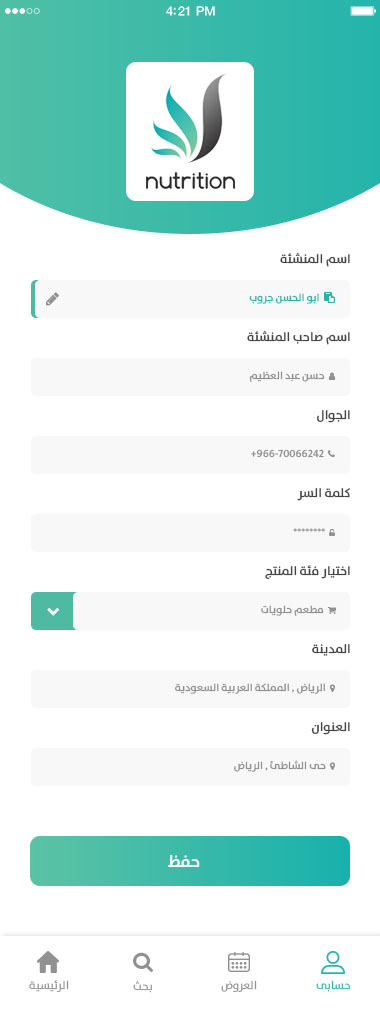 4:21 PM
nutrition
اسم المنشئة
ابو الحسن جروب
اسم صاحب المنشئة
حسن عبد العظيم
الجوال
+966-70066242
كلمة السر
********
اختيار فئة المنتج
مطعم حلويات
المدينة
الرياض , المملكة العربية السعودية
العنوان
حى الشاطئ , الرياض
حفظ
حسابى
العروض
بحث
الرئيسية